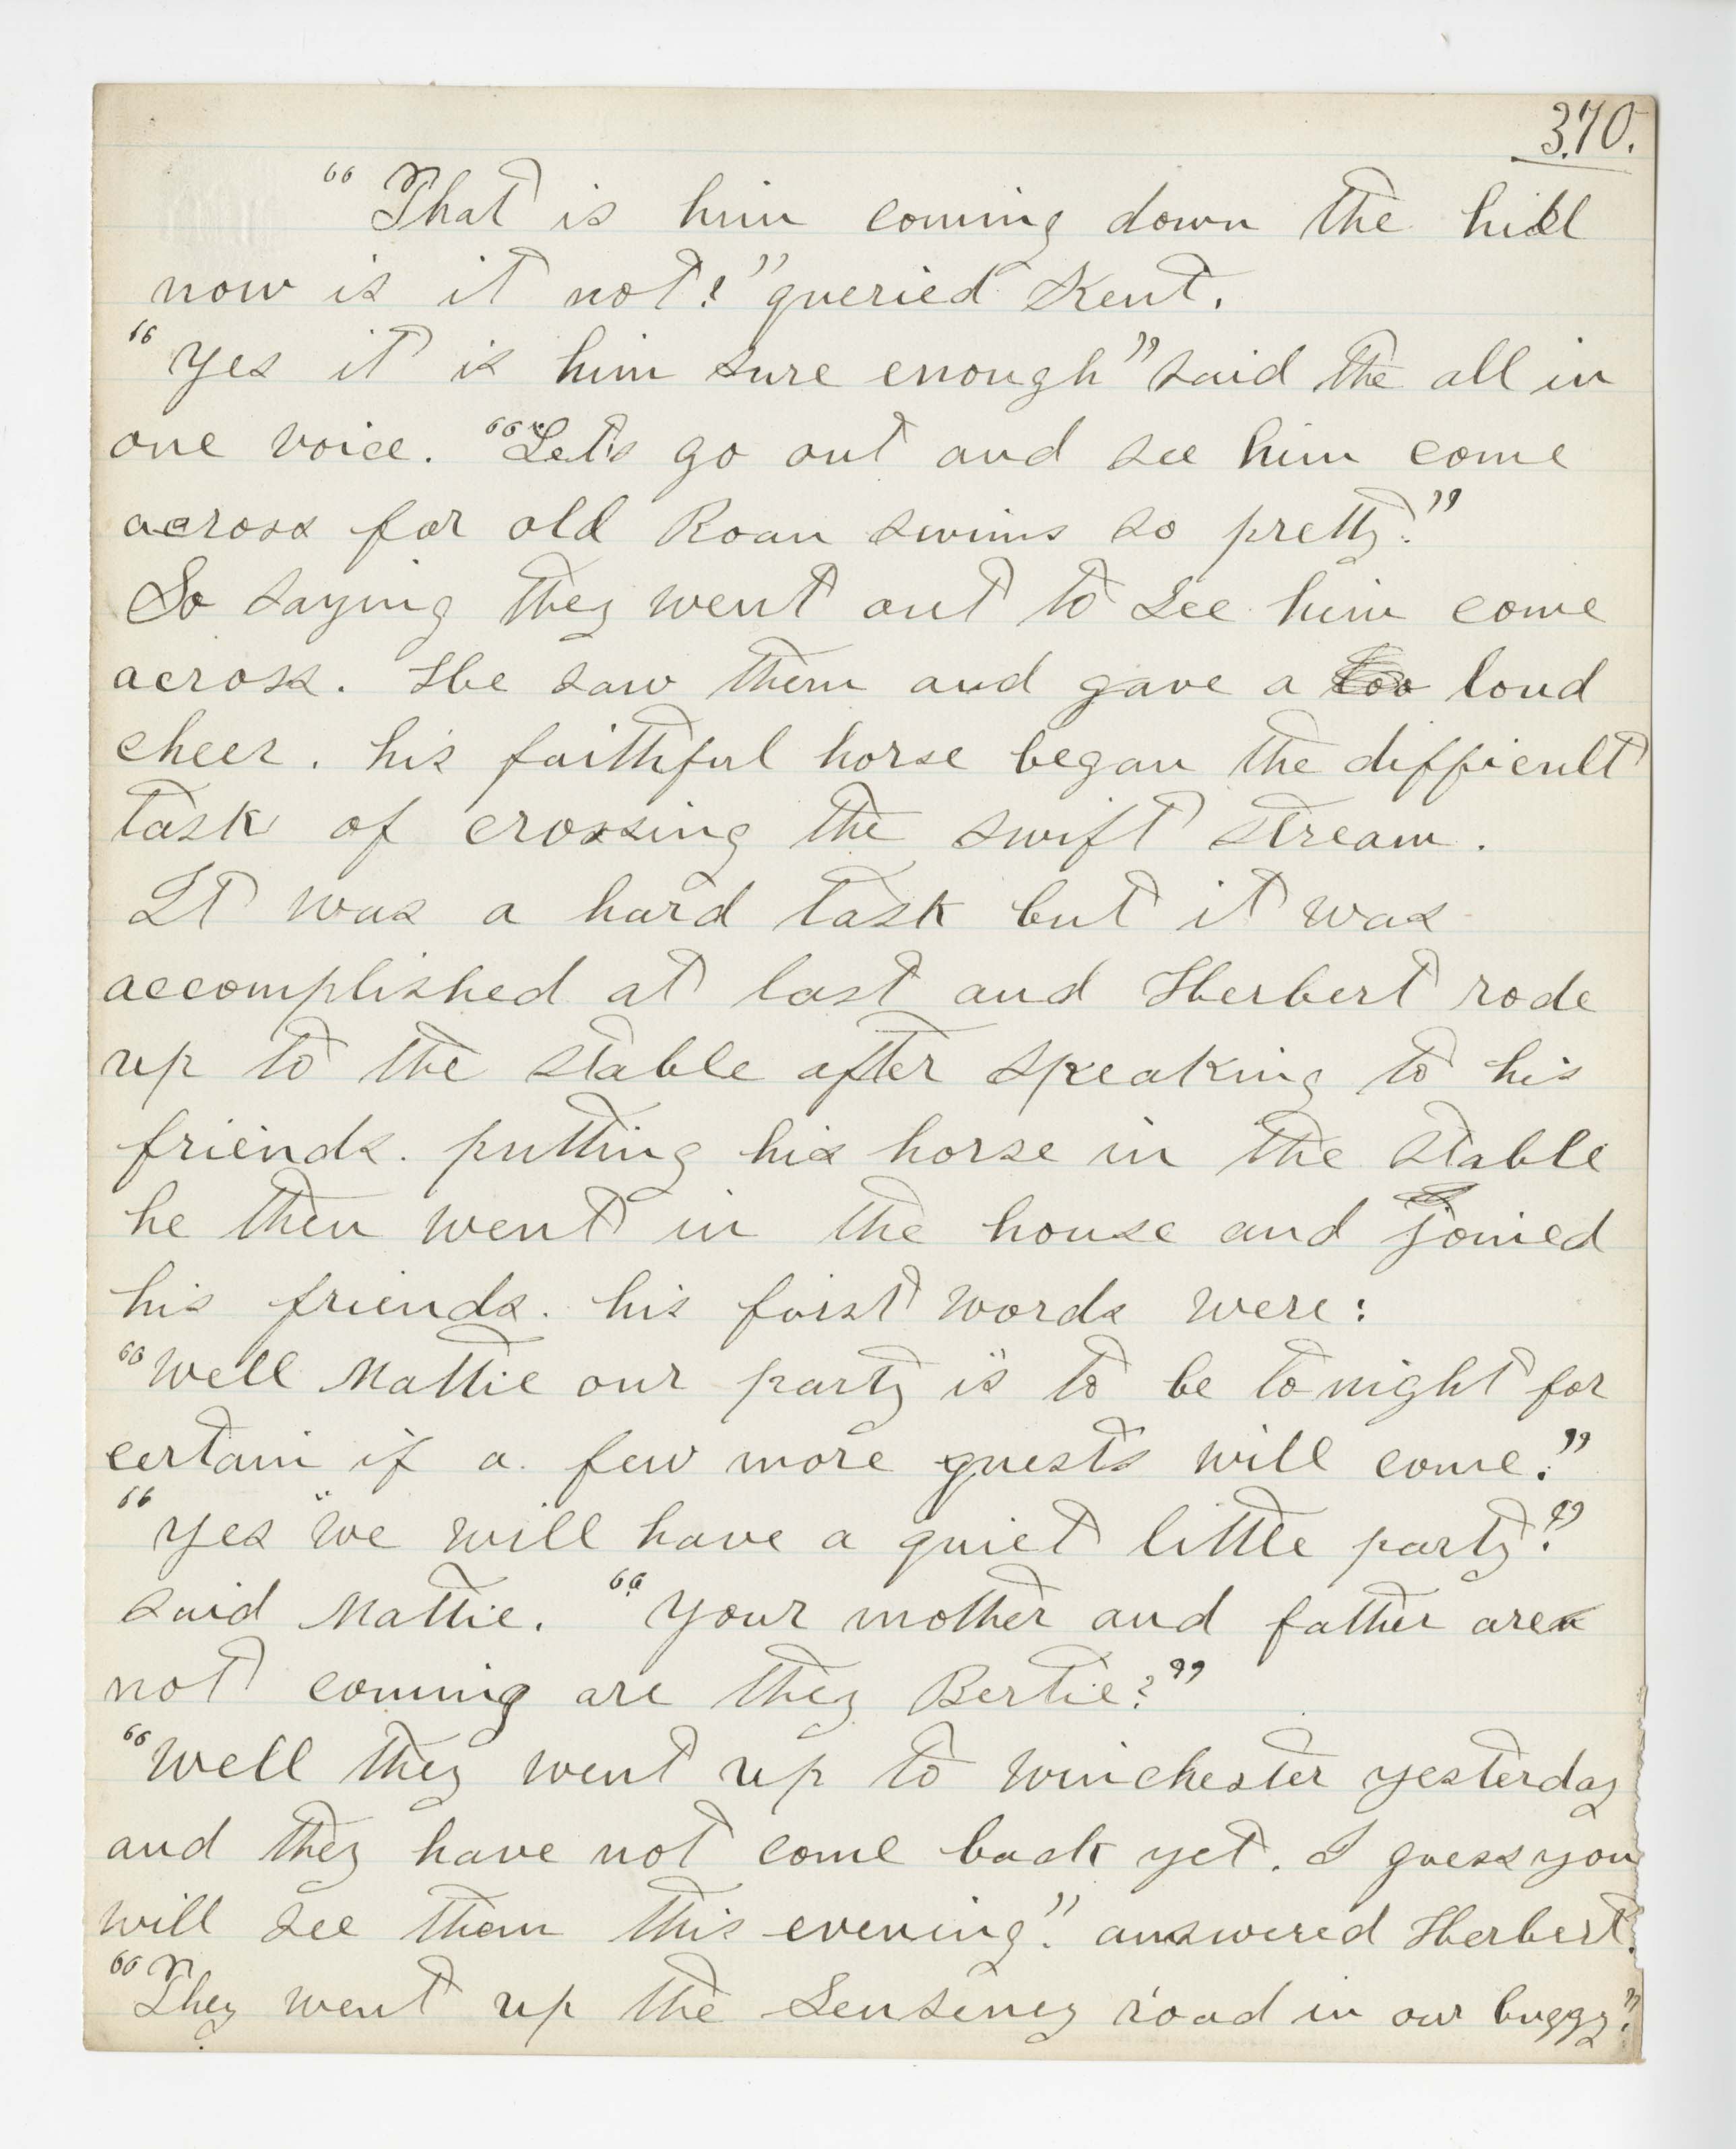 370.
"That is him coming down the hill
now is it not?" queried Kent.
"Yes it is him sure enough" said the all in
one voice. "Let's go out and see him come
across for old Roan swims so pretty."
So saying they went out to see him come
across. He saw them and gave a loud
cheer. his faithful horse began the difficult
task of crossing the swift stream.
It was a hard task but it was
accomplished at last and Herbert rode
up to the stable after speaking to his
friends. putting his horse in the stable
he then went in the house and joined
his friends. his first words were:
"Well Mattie our party is to be to night for
certain if a few more guests will come."
"Yes we will have a quiet little party."
said Mattie. "Your mother and father are
not coming are they Bertie?"
"Well they went up to Winchester yesterday
and they have not come back yet. I guess you
will see them this evening." answered Herbert.
"They went up the Senseney road in our buggy."